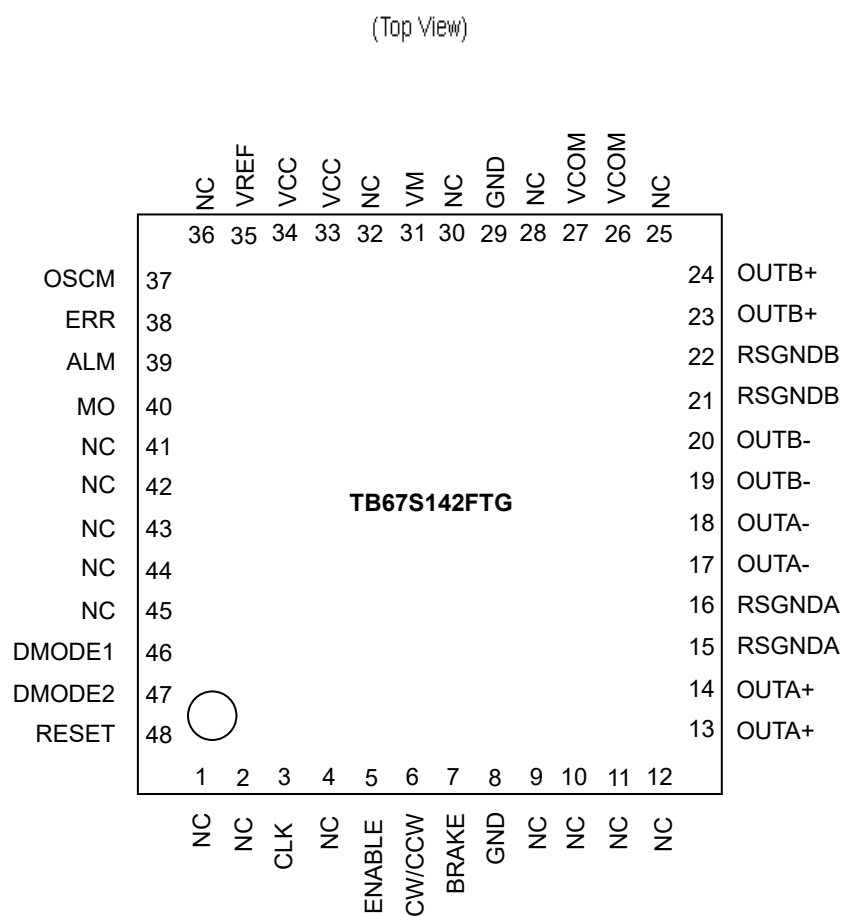 (Top View)
NC VREF VCC VCC NC VM NC GND NC VCOM VCOM NC
36 35 34 33 32 31 30 29 28 27 26 25
OSCM 37
ERR 38
ALM 39
MO 40
NC 41
NC 42
NC 43
NC 44
NC 45
DMODE1 46
DMODE2 47
RESET 48
TB67S142FTG
24 OUTB+
23 OUTB+
22 RSGNDB
21 RSGNDB
20 OUTB-
19 OUTB-
18 OUTA-
17 OUTA-
16 RSGNDA
15 RSGNDA
14 OUTA+
13 OUTA+
1 2 3 4 5 6 7 8 9 10 11 12
NC NC CLK NC ENABLE CW/CCW BRAKE GND NC NC NC NC